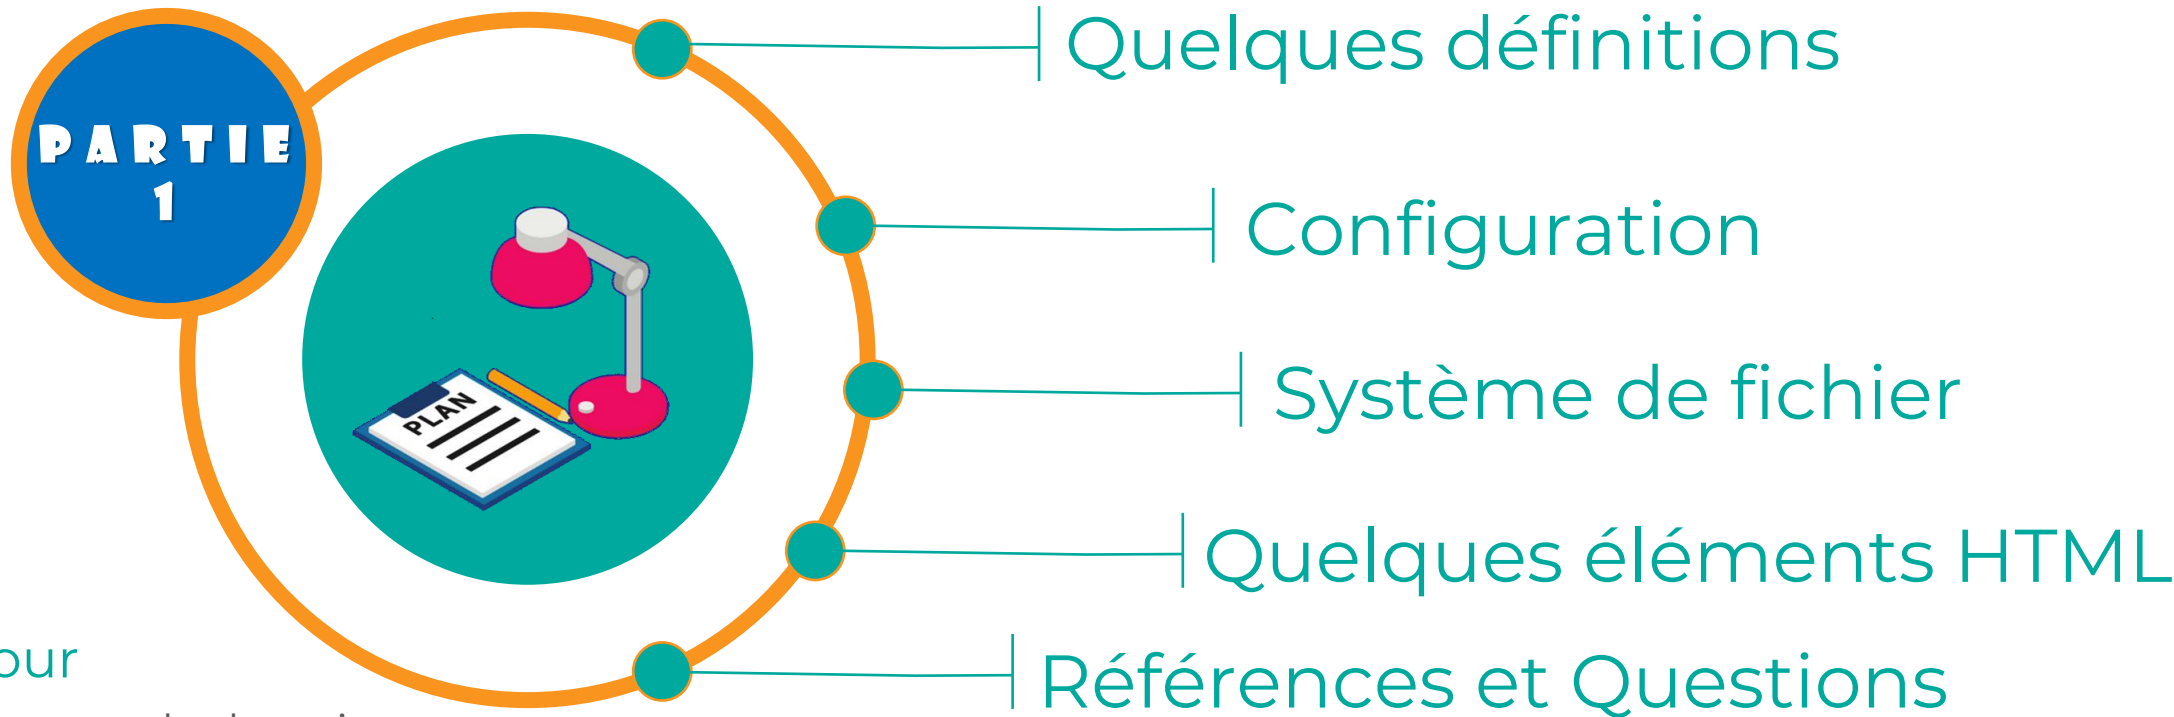 PARTIE
1
Quelques définitions
Configuration
Système de fichier
PLAN
Quelques éléments HTML
Références et Questions